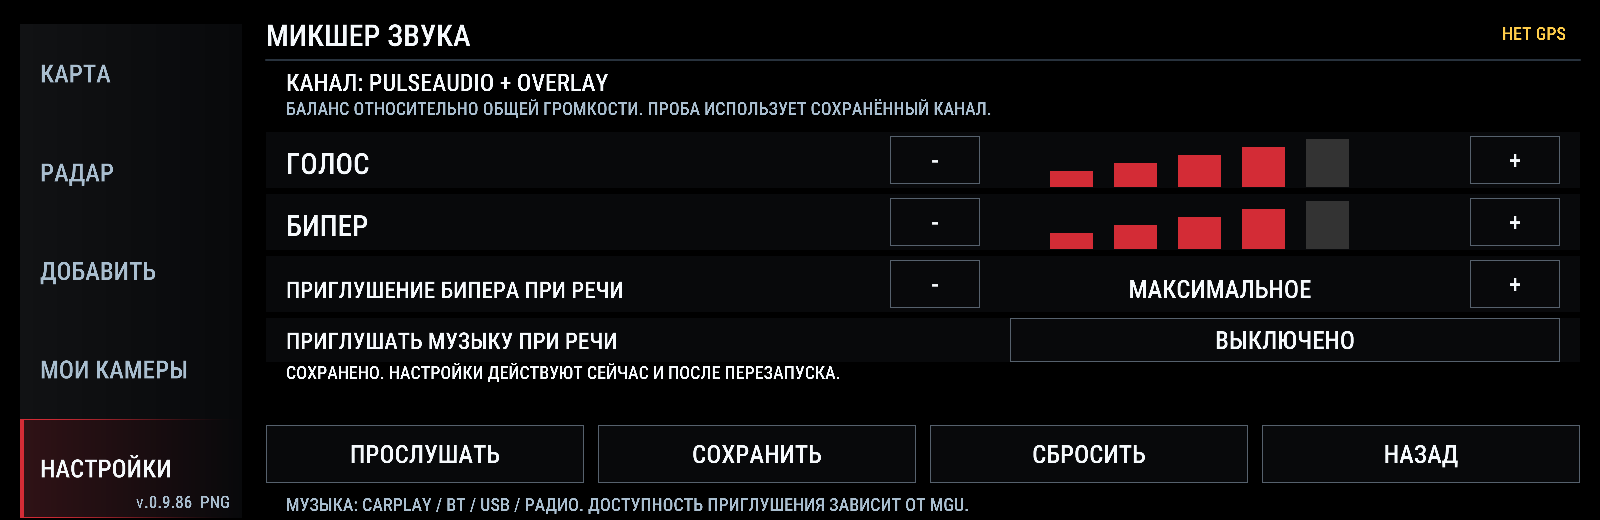 МИКШЕР ЗВУКА
НЕТ GPS
КАРТА
РАДАР
ДОБАВИТЬ
МОИ КАМЕРЫ
НАСТРОЙКИ
v.0.9.86 PNG
КАНАЛ: PULSEAUDIO + OVERLAY
БАЛАНС ОТНОСИТЕЛЬНО ОБЩЕЙ ГРОМКОСТИ. ПРОБА ИСПОЛЬЗУЕТ СОХРАНЁННЫЙ КАНАЛ.
ГОЛОС - +
БИПЕР - +
ПРИГЛУШЕНИЕ БИПЕРА ПРИ РЕЧИ - МАКСИМАЛЬНОЕ +
ПРИГЛУШАТЬ МУЗЫКУ ПРИ РЕЧИ ВЫКЛЮЧЕНО
СОХРАНЕНО. НАСТРОЙКИ ДЕЙСТВУЮТ СЕЙЧАС И ПОСЛЕ ПЕРЕЗАПУСКА.
ПРОСЛУШАТЬ СОХРАНИТЬ СБРОСИТЬ НАЗАД
МУЗЫКА: CARPLAY / BT / USB / РАДИО. ДОСТУПНОСТЬ ПРИГЛУШЕНИЯ ЗАВИСИТ ОТ MGU.